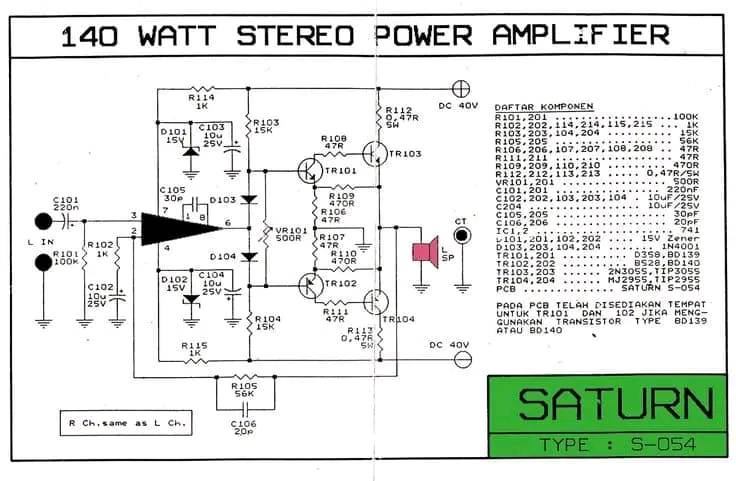 140 WATT STEREO POWER AMPLIFIER
R114
1K
DC 40V
R103
15K
R112
0,47R
5W
D101
15V
C103
10u
25V
R108
47R
TR103
TR101
C105
30p
D103
R109
470R
R106
47R
C101
220n
3
7
1
8
6
2
4
VR101
500R
L IN
R101
100K
R102
1K
D104
R107
47R
R110
470R
CT
L
SP
C102
10u
25V
D102
15V
C104
10u
25V
TR102
R111
47R
TR104
R104
15K
R113
0,47R
5W
R115
1K
DC 40V
R105
56K
C106
20p
R Ch.same as L Ch.
DAFTAR KOMPONEN
R101,201 ..................... 100K
R102,202,114,214,115,215 ... 1K
R103,203,104,204 ............ 15K
R105,205 ..................... 56K
R106,206,107,207,108,208 .. 47R
R111,211 ..................... 47R
R109,209,110,210 ........... 470R
R112,212,113,213 ..... 0,47R/5W
VR101,201 .................... 500R
C101,201 .................... 220nF
C102,202,103,203,104 . 10uF/25V
C204 ..................... 10uF/25V
C105,205 .................... 30pF
C106,206 .................... 20pF
IC1,2 ......................... 741
D101,201,102,202 ... 15V Zener
D103,203,104,204 ....... 1N4001
TR101,201 ........... D358,BD139
TR102,202 ........... B528,BD140
TR103,203 ....... 2N3055,TIP3055
TR104,204 ....... MJ2955,TIP2955
PCB ................ SATURN S-054
PADA PCB TELAH DISEDIAKAN TEMPAT
UNTUK TR101 DAN 102 JIKA MENG-
GUNAKAN TRANSISTOR TYPE BD139
ATAU BD140
SATURN
TYPE : S-054